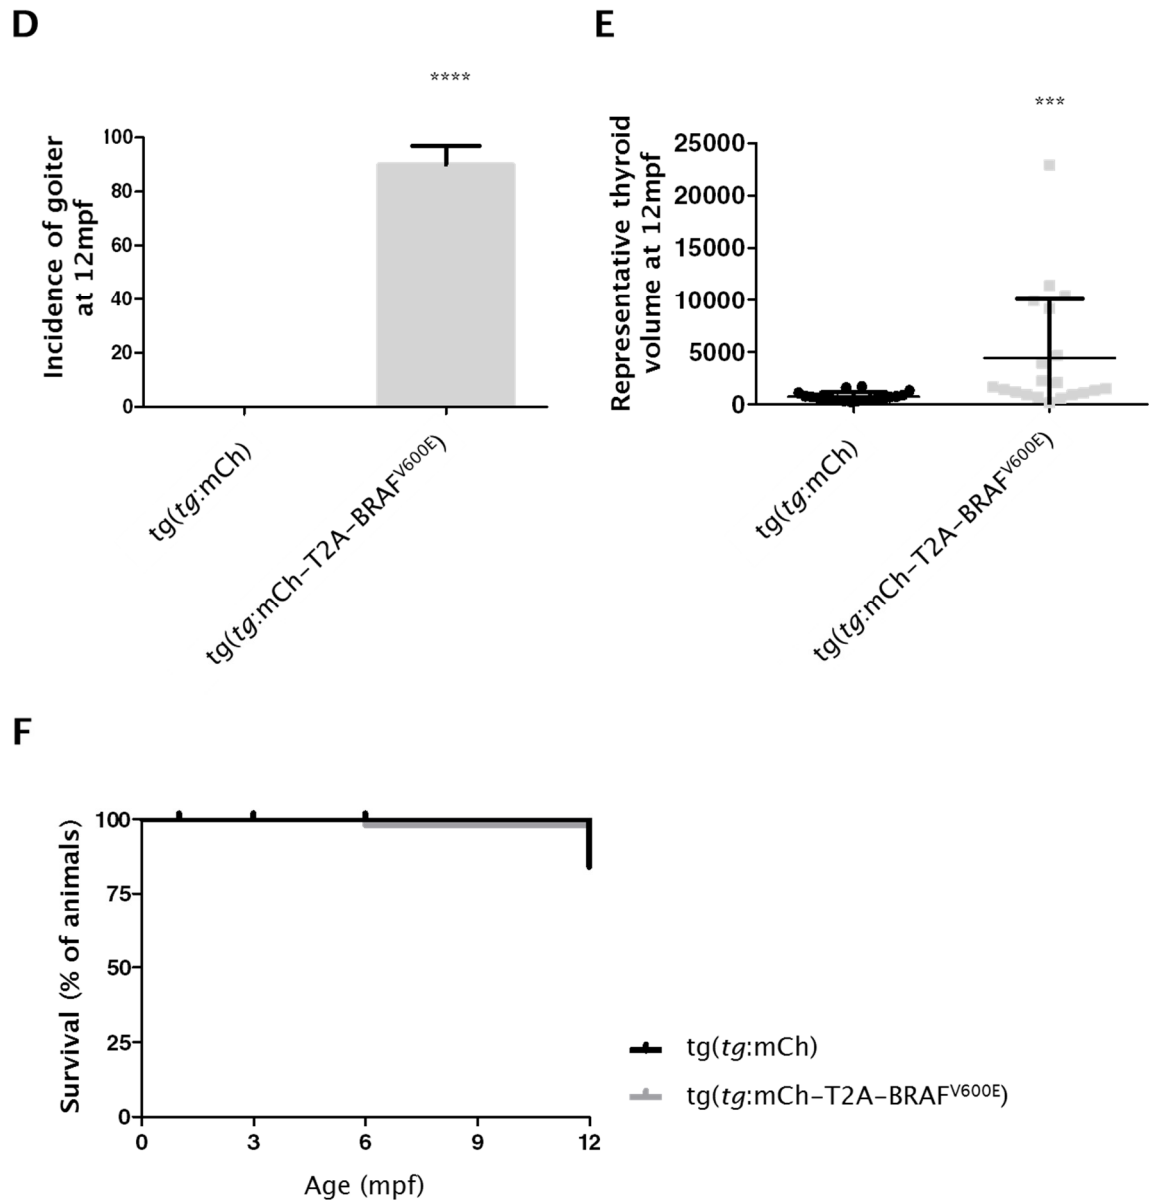 D
****
Incidence of goiter
at 12mpf
100
80
60
40
20
0
tg(tg:mCh)
tg(tg:mCh-T2A-BRAFV600E)
E
***
Representative thyroid
volume at 12mpf
25000
20000
15000
10000
5000
0
tg(tg:mCh)
tg(tg:mCh-T2A-BRAFV600E)
F
Survival (% of animals)
100
75
50
25
0
0 3 6 9 12
Age (mpf)
tg(tg:mCh)
tg(tg:mCh-T2A-BRAFV600E)